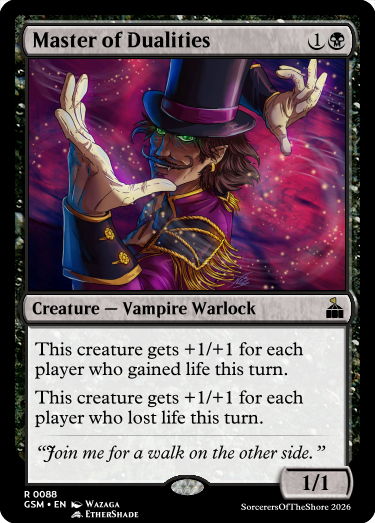 Master of Dualities 1
Creature — Vampire Warlock
This creature gets +1/+1 for each
player who gained life this turn.
This creature gets +1/+1 for each
player who lost life this turn.
“Join me for a walk on the other side.”
1/1
R 0088
GSM • EN Wazaga
EtherShade
SorcerersOfTheShore 2026